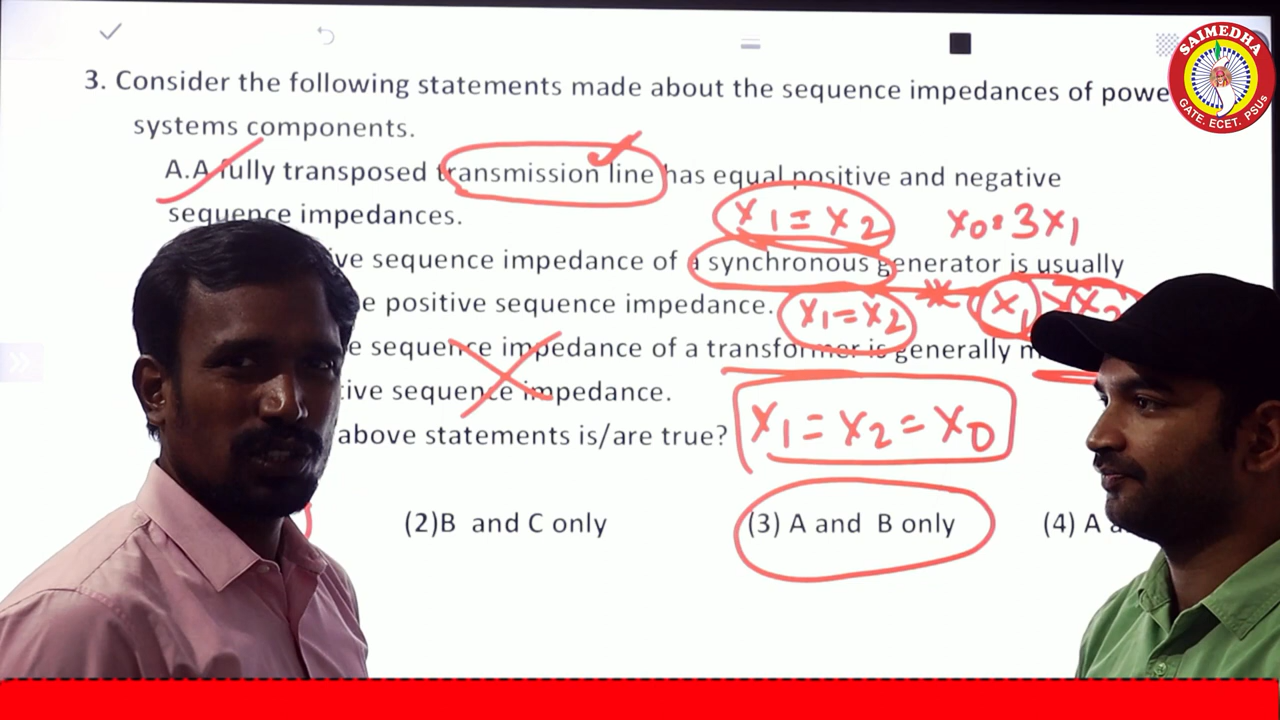 SAIMEDHA
GATE. ECET. PSUs
3. Consider the following statements made about the sequence impedances of powe
systems components.
A.A fully transposed transmission line has equal positive and negative
sequence impedances.
X1 = X2 X0 = 3X1
ve sequence impedance of a synchronous generator is usually
e positive sequence impedance. X1 = X2 X1 > X2
e sequence impedance of a transformer is generally
ive sequence impedance.
X1 = X2 = X0
above statements is/are true?
(2)B and C only (3) A and B only (4) A